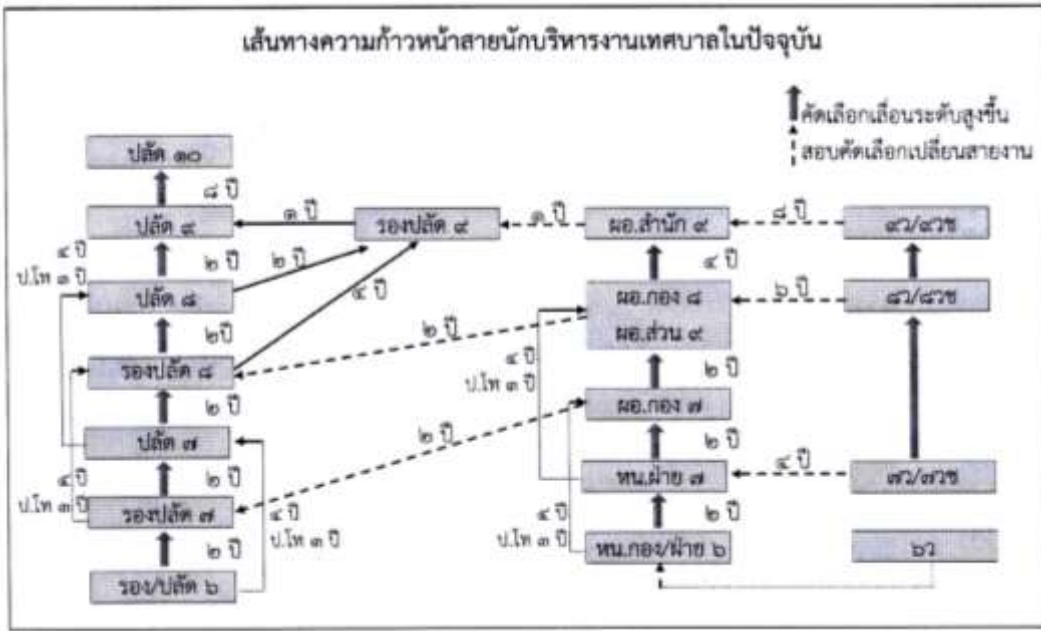 เส้นทางความก้าวหน้าสายนักบริหารงานเทศบาลในปัจจุบัน
คัดเลือกเลื่อนระดับสูงขึ้น
สอบคัดเลือกเปลี่ยนสายงาน
ปลัด ๑๐
๘ ปี
ปลัด ๙
๑ ปี
รองปลัด ๙
๑ ปี
ผอ.สำนัก ๙
๘ ปี
๙ว/๙วช
๔ ปี
ป.โท ๓ ปี
๒ ปี
๒ ปี
๔ ปี
๔ ปี
ปลัด ๘
ผอ.กอง ๘
ผอ.ส่วน ๙
๖ ปี
๘ว/๘วช
๒ปี
๒ ปี
รองปลัด ๘
๔ ปี
ป.โท ๓ ปี
๒ ปี
๒ ปี
ผอ.กอง ๗
ปลัด ๗
๒ ปี
๒ ปี
๔ ปี
ป.โท ๓ ปี
๒ ปี
หน.ฝ่าย ๗
๗ว/๗วช
รองปลัด ๗
๔ ปี
ป.โท ๓ ปี
๔ ปี
ป.โท ๓ ปี
๒ ปี
๒ ปี
หน.กอง/ฝ่าย ๖
๖ว
รอง/ปลัด ๖